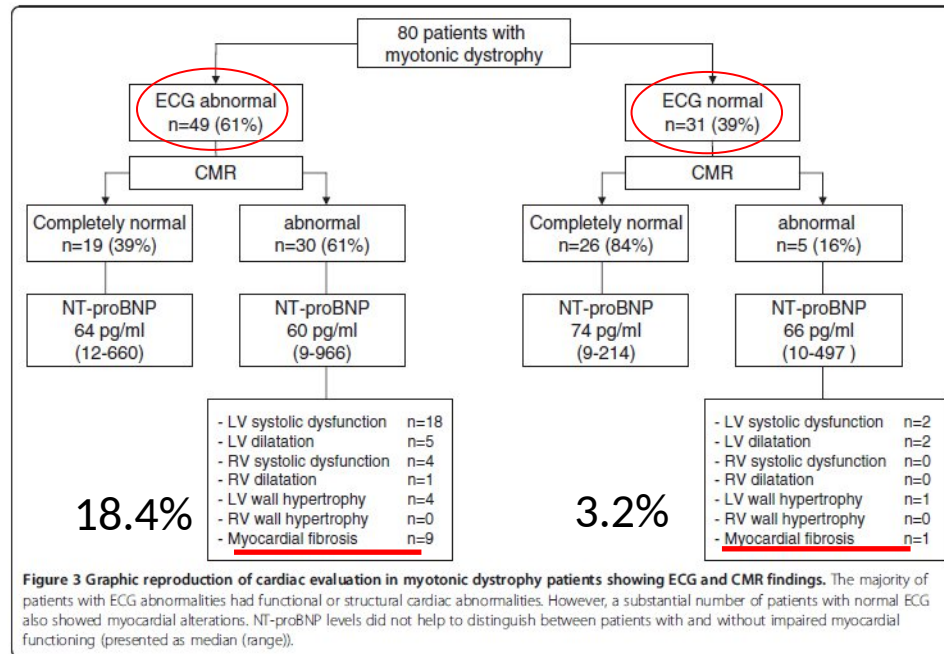 80 patients with
myotonic dystrophy
ECG abnormal
n=49 (61%)
ECG normal
n=31 (39%)
CMR
CMR
Completely normal
n=19 (39%)
abnormal
n=30 (61%)
Completely normal
n=26 (84%)
abnormal
n=5 (16%)
NT-proBNP
64 pg/ml
(12-660)
NT-proBNP
60 pg/ml
(9-966)
NT-proBNP
74 pg/ml
(9-214)
NT-proBNP
66 pg/ml
(10-497 )
- LV systolic dysfunction n=18
- LV dilatation n=5
- RV systolic dysfunction n=4
- RV dilatation n=1
- LV wall hypertrophy n=4
- RV wall hypertrophy n=0
- Myocardial fibrosis n=9
18.4%
- LV systolic dysfunction n=2
- LV dilatation n=2
- RV systolic dysfunction n=0
- RV dilatation n=0
- LV wall hypertrophy n=1
- RV wall hypertrophy n=0
- Myocardial fibrosis n=1
3.2%
Figure 3 Graphic reproduction of cardiac evaluation in myotonic dystrophy patients showing ECG and CMR findings. The majority of
patients with ECG abnormalities had functional or structural cardiac abnormalities. However, a substantial number of patients with normal ECG
also showed myocardial alterations. NT-proBNP levels did not help to distinguish between patients with and without impaired myocardial
functioning (presented as median (range)).